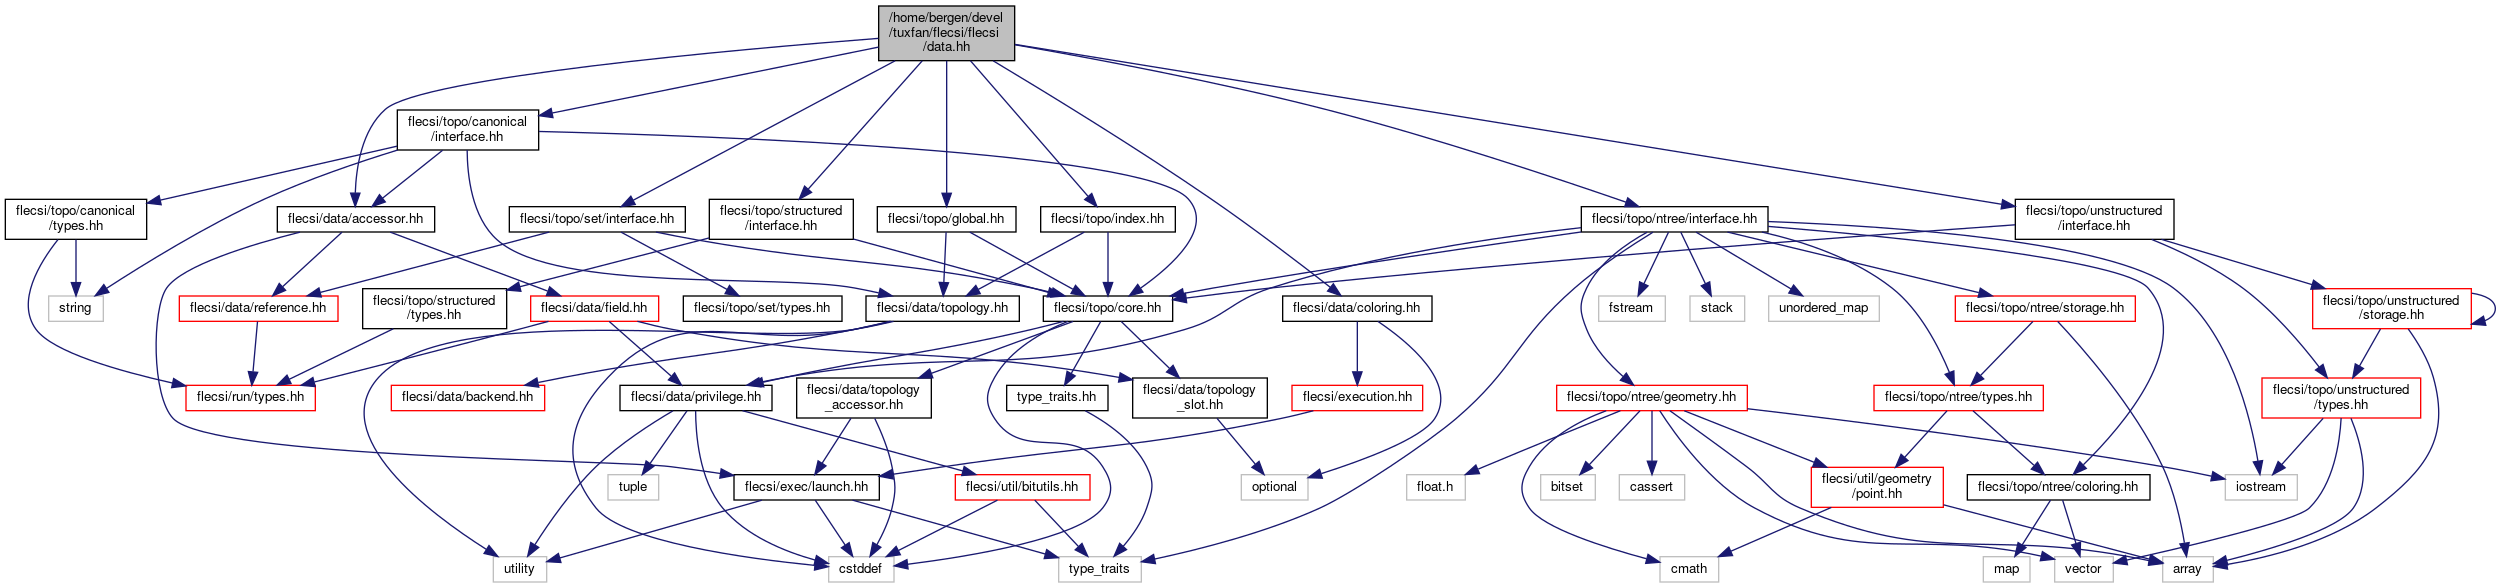 /home/bergen/devel
/tuxfan/flecsi/flecsi
/data.hh
flecsi/topo/canonical
/interface.hh
flecsi/topo/canonical
/types.hh
flecsi/data/accessor.hh
flecsi/topo/set/interface.hh
flecsi/topo/structured
/interface.hh
flecsi/topo/global.hh
flecsi/topo/index.hh
flecsi/topo/ntree/interface.hh
flecsi/topo/unstructured
/interface.hh
string
flecsi/data/reference.hh
flecsi/topo/structured
/types.hh
flecsi/data/field.hh
flecsi/topo/set/types.hh
flecsi/data/topology.hh
flecsi/topo/core.hh
flecsi/data/coloring.hh
fstream
stack
unordered_map
flecsi/topo/ntree/storage.hh
flecsi/topo/unstructured
/storage.hh
flecsi/run/types.hh
flecsi/data/backend.hh
flecsi/data/privilege.hh
flecsi/data/topology
_accessor.hh
type_traits.hh
flecsi/data/topology
_slot.hh
flecsi/execution.hh
flecsi/topo/ntree/geometry.hh
flecsi/topo/ntree/types.hh
flecsi/topo/unstructured
/types.hh
tuple
flecsi/exec/launch.hh
flecsi/util/bitutils.hh
optional
float.h
bitset
cassert
flecsi/util/geometry
/point.hh
flecsi/topo/ntree/coloring.hh
iostream
utility
cstddef
type_traits
cmath
map
vector
array